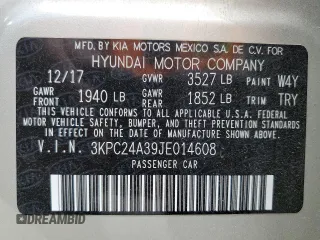 MFD. BY KIA MOTORS MEXICO S.A. DE C.V. FOR
HYUNDAI MOTOR COMPANY
12/17 GVWR 3527 LB PAINT W4Y
GAWR FRONT 1940 LB GAWR REAR 1852 LB TRIM TRY
THIS VEHICLE CONFORMS TO ALL APPLICABLE U.S.A. FEDERAL
MOTOR VEHICLE SAFETY, BUMPER, AND THEFT PREVENTION
STANDARDS IN EFFECT ON THE DATE OF MANUFACTURE
SHOWN ABOVE.
V.I.N. 3KPC24A39JE014608
PASSENGER CAR
DREAMBID